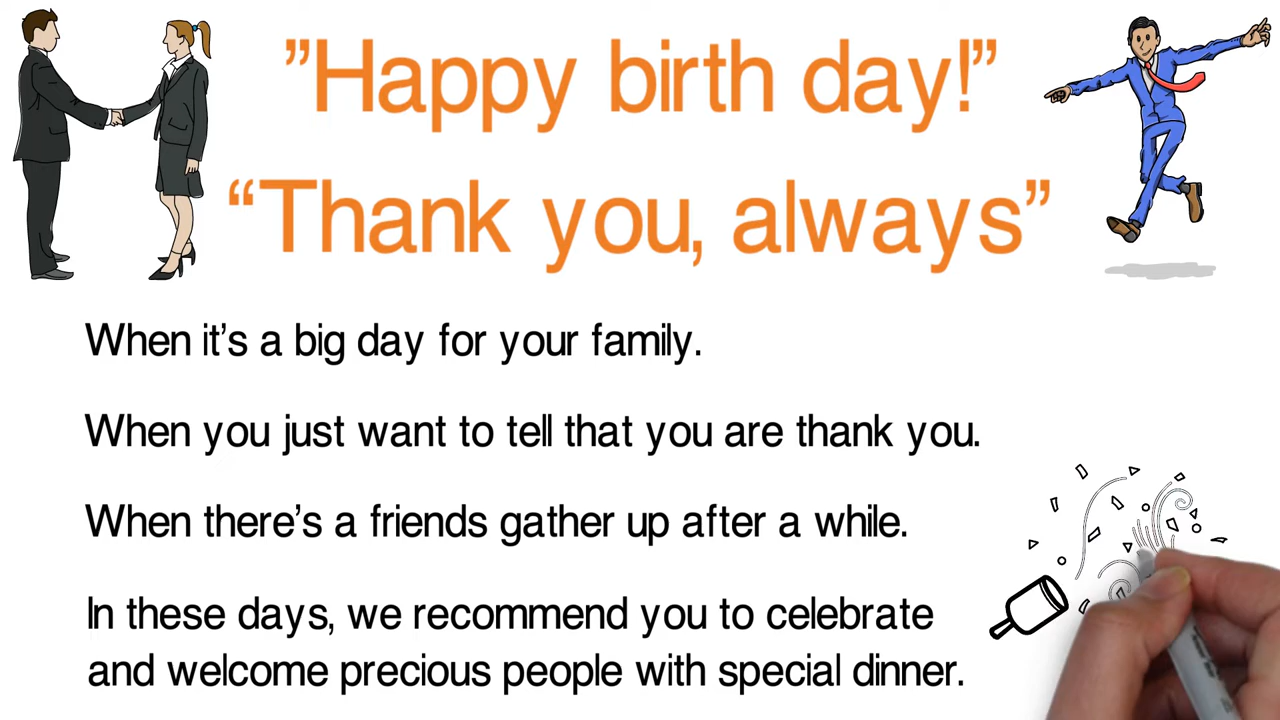 ”Happy birth day!”
“Thank you, always”
When it’s a big day for your family.
When you just want to tell that you are thank you.
When there’s a friends gather up after a while.
In these days, we recommend you to celebrate
and welcome precious people with special dinner.